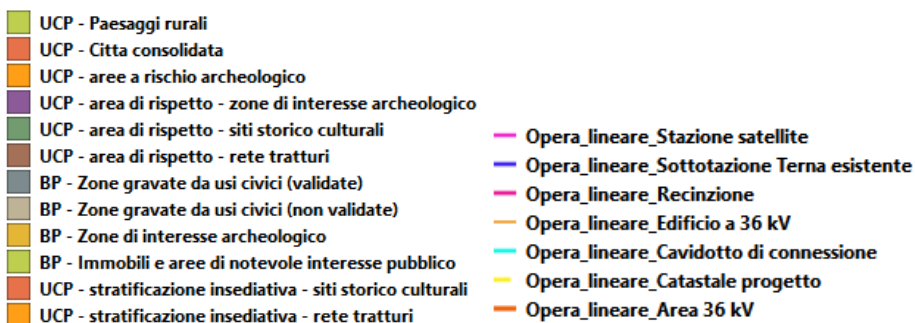 UCP - Paesaggi rurali
UCP - Citta consolidata
UCP - aree a rischio archeologico
UCP - area di rispetto - zone di interesse archeologico
UCP - area di rispetto - siti storico culturali
UCP - area di rispetto - rete tratturi
BP - Zone gravate da usi civici (validate)
BP - Zone gravate da usi civici (non validate)
BP - Zone di interesse archeologico
BP - Immobili e aree di notevole interesse pubblico
UCP - stratificazione insediativa - siti storico culturali
UCP - stratificazione insediativa - rete tratturi
Opera_lineare_Stazione satellite
Opera_lineare_Sottotazione Terna esistente
Opera_lineare_Recinzione
Opera_lineare_Edificio a 36 kV
Opera_lineare_Cavidotto di connessione
Opera_lineare_Catastale progetto
Opera_lineare_Area 36 kV